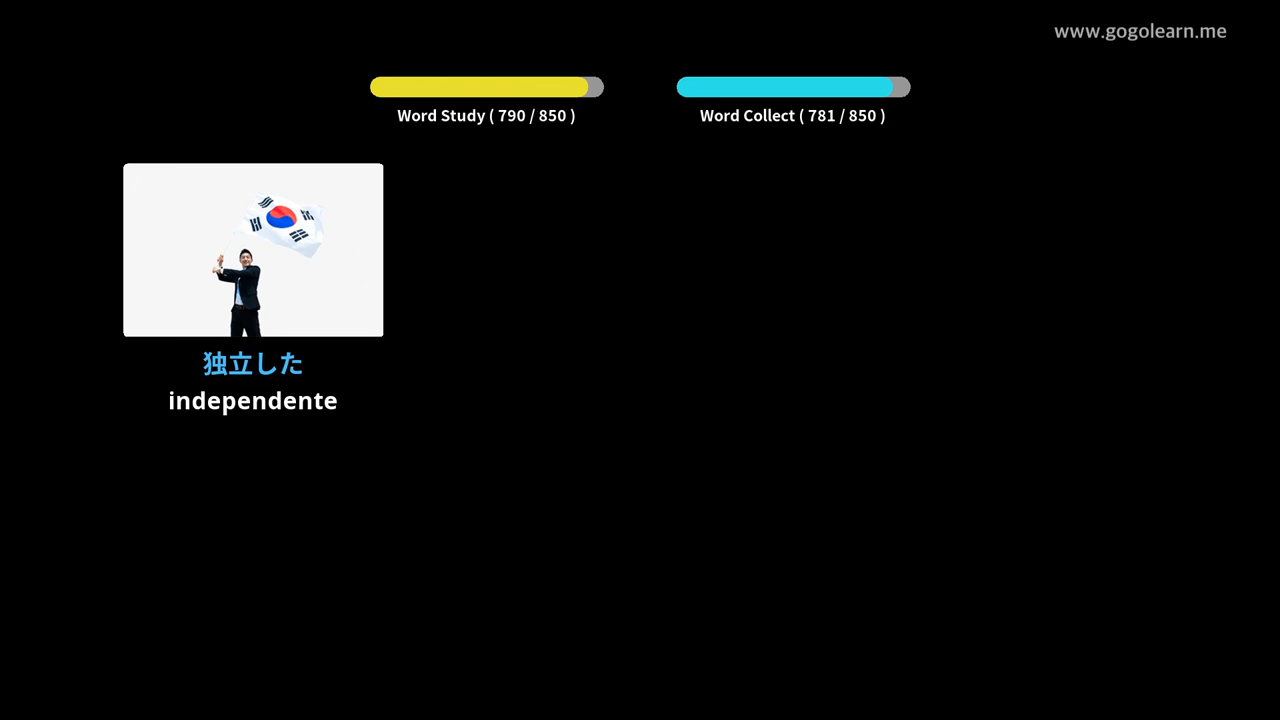 www.gogolearn.me
Word Study ( 790 / 850 )
Word Collect ( 781 / 850 )
独立した
independente